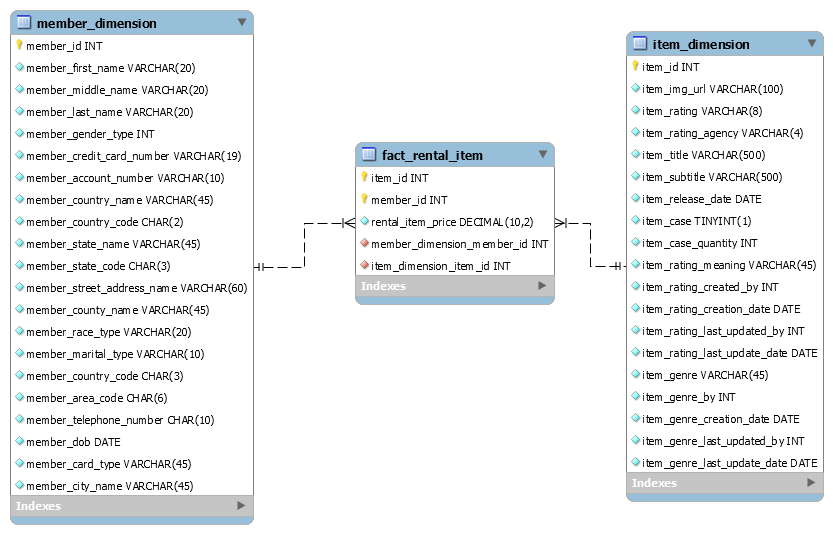 member_dimension
member_id INT
member_first_name VARCHAR(20)
member_middle_name VARCHAR(20)
member_last_name VARCHAR(20)
member_gender_type INT
member_credit_card_number VARCHAR(19)
member_account_number VARCHAR(10)
member_country_name VARCHAR(45)
member_country_code CHAR(2)
member_state_name VARCHAR(45)
member_state_code CHAR(3)
member_street_address_name VARCHAR(60)
member_county_name VARCHAR(45)
member_race_type VARCHAR(20)
member_marital_type VARCHAR(10)
member_country_code CHAR(3)
member_area_code CHAR(6)
member_telephone_number CHAR(10)
member_dob DATE
member_card_type VARCHAR(45)
member_city_name VARCHAR(45)
Indexes
fact_rental_item
item_id INT
member_id INT
rental_item_price DECIMAL(10,2)
member_dimension_member_id INT
item_dimension_item_id INT
Indexes
item_dimension
item_id INT
item_img_url VARCHAR(100)
item_rating VARCHAR(8)
item_rating_agency VARCHAR(4)
item_title VARCHAR(500)
item_subtitle VARCHAR(500)
item_release_date DATE
item_case TINYINT(1)
item_case_quantity INT
item_rating_meaning VARCHAR(45)
item_rating_created_by INT
item_rating_creation_date DATE
item_rating_last_updated_by INT
item_rating_last_update_date DATE
item_genre VARCHAR(45)
item_genre_by INT
item_genre_creation_date DATE
item_genre_last_updated_by INT
item_genre_last_update_date DATE
Indexes